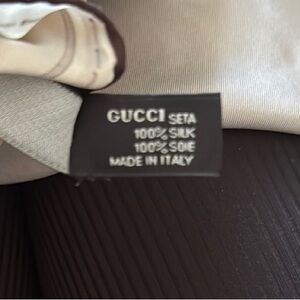 GUCCI SETA
100% SILK
100% SOIE
MADE IN ITALY